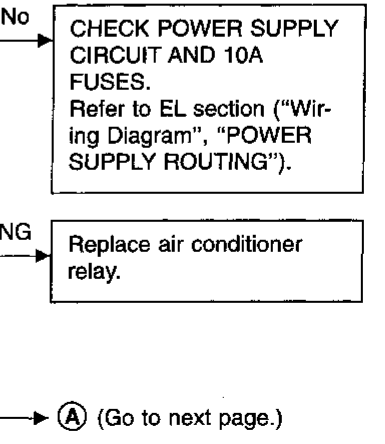 No
CHECK POWER SUPPLY
CIRCUIT AND 10A
FUSES.
Refer to EL section (“Wir-
ing Diagram”, “POWER
SUPPLY ROUTING”).
NG
Replace air conditioner
relay.
A (Go to next page.)